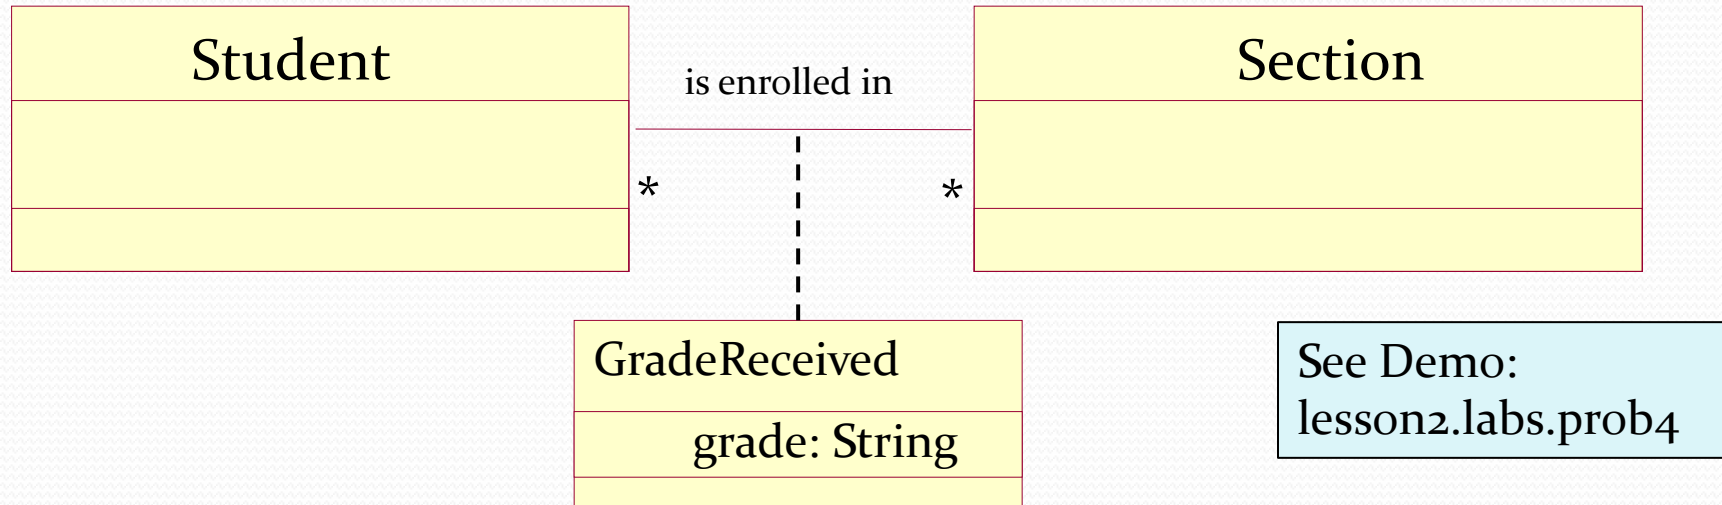 Student
is enrolled in
Section
*
*
GradeReceived
grade: String
See Demo:
lesson2.labs.prob4